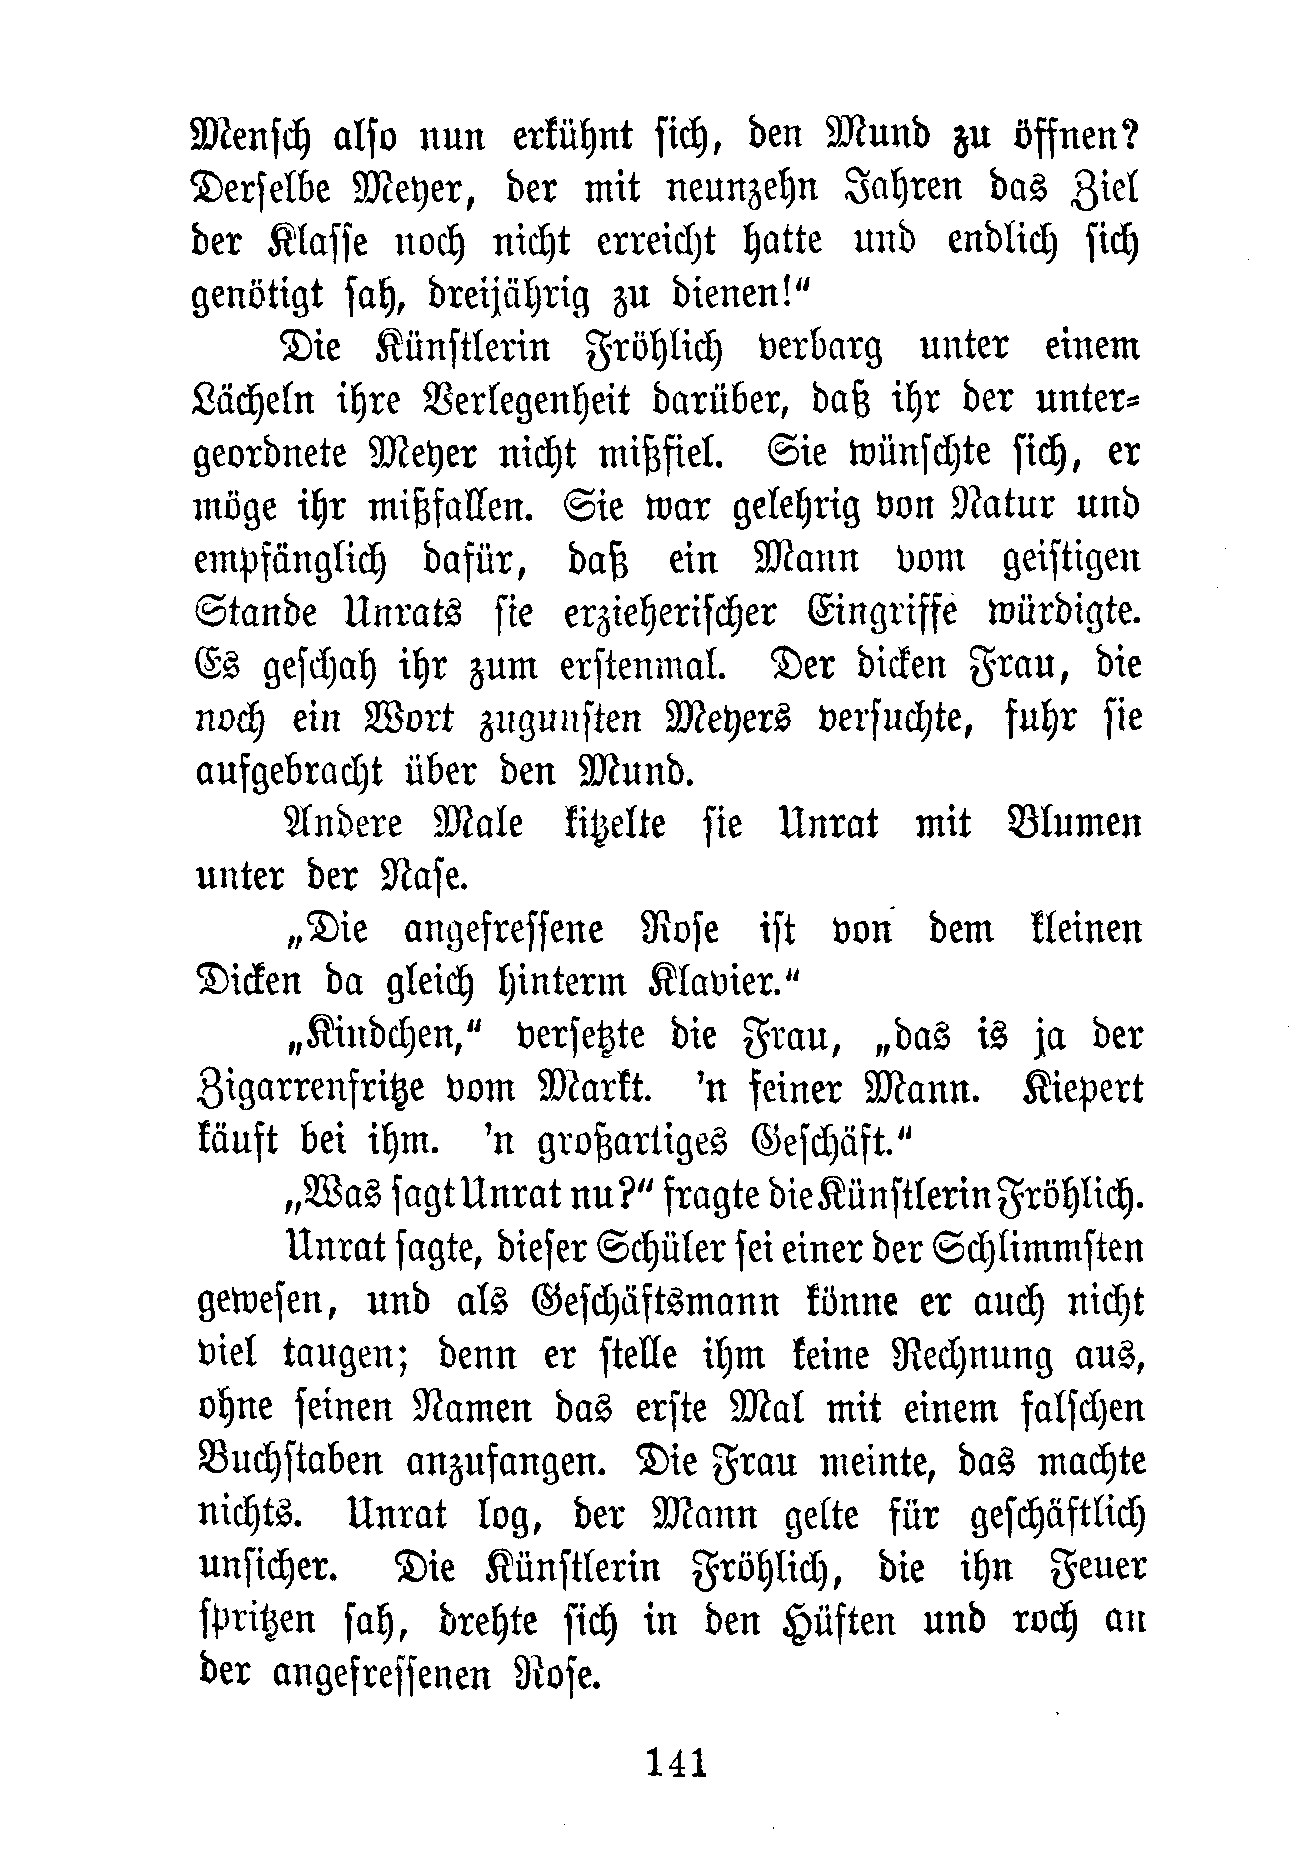 Mensch also nun erkühnt sich, den Mund zu öffnen?
Derselbe Meyer, der mit neunzehn Jahren das Ziel
der Klasse noch nicht erreicht hatte und endlich sich
genötigt sah, dreijährig zu dienen!“
Die Künstlerin Fröhlich verbarg unter einem
Lächeln ihre Verlegenheit darüber, daß ihr der unter-
geordnete Meyer nicht mißfiel. Sie wünschte sich, er
möge ihr mißfallen. Sie war gelehrig von Natur und
empfänglich dafür, daß ein Mann vom geistigen
Stande Unrats sie erzieherischer Eingriffe würdigte.
Es geschah ihr zum erstenmal. Der dicken Frau, die
noch ein Wort zugunsten Meyers versuchte, fuhr sie
aufgebracht über den Mund.
Andere Male kitzelte sie Unrat mit Blumen
unter der Nase.
„Die angefressene Rose ist von dem kleinen
Dicken da gleich hinterm Klavier.“
„Kindchen,“ versetzte die Frau, „das is ja der
Zigarrenfritze vom Markt. ’n feiner Mann. Kiepert
käuft bei ihm. ’n großartiges Geschäft.“
„Was sagt Unrat nu?“ fragte die Künstlerin Fröhlich.
Unrat sagte, dieser Schüler sei einer der Schlimmsten
gewesen, und als Geschäftsmann könne er auch nicht
viel taugen; denn er stelle ihm keine Rechnung aus,
ohne seinen Namen das erste Mal mit einem falschen
Buchstaben anzufangen. Die Frau meinte, das machte
nichts. Unrat log, der Mann gelte für geschäftlich
unsicher. Die Künstlerin Fröhlich, die ihn Feuer
spritzen sah, drehte sich in den Hüften und roch an
der angefressenen Rose.
141